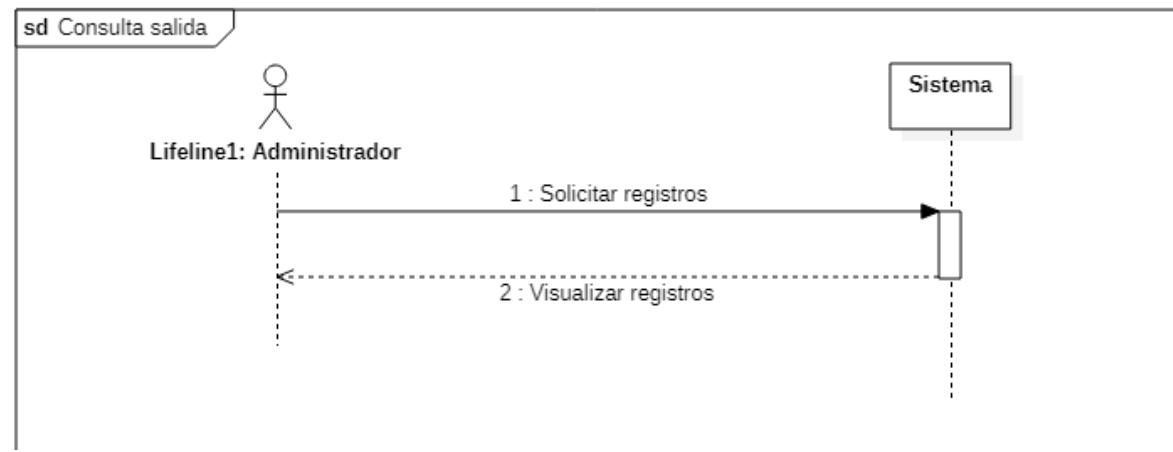 sd Consulta salida
Sistema
Lifeline1: Administrador
1 : Solicitar registros
2 : Visualizar registros